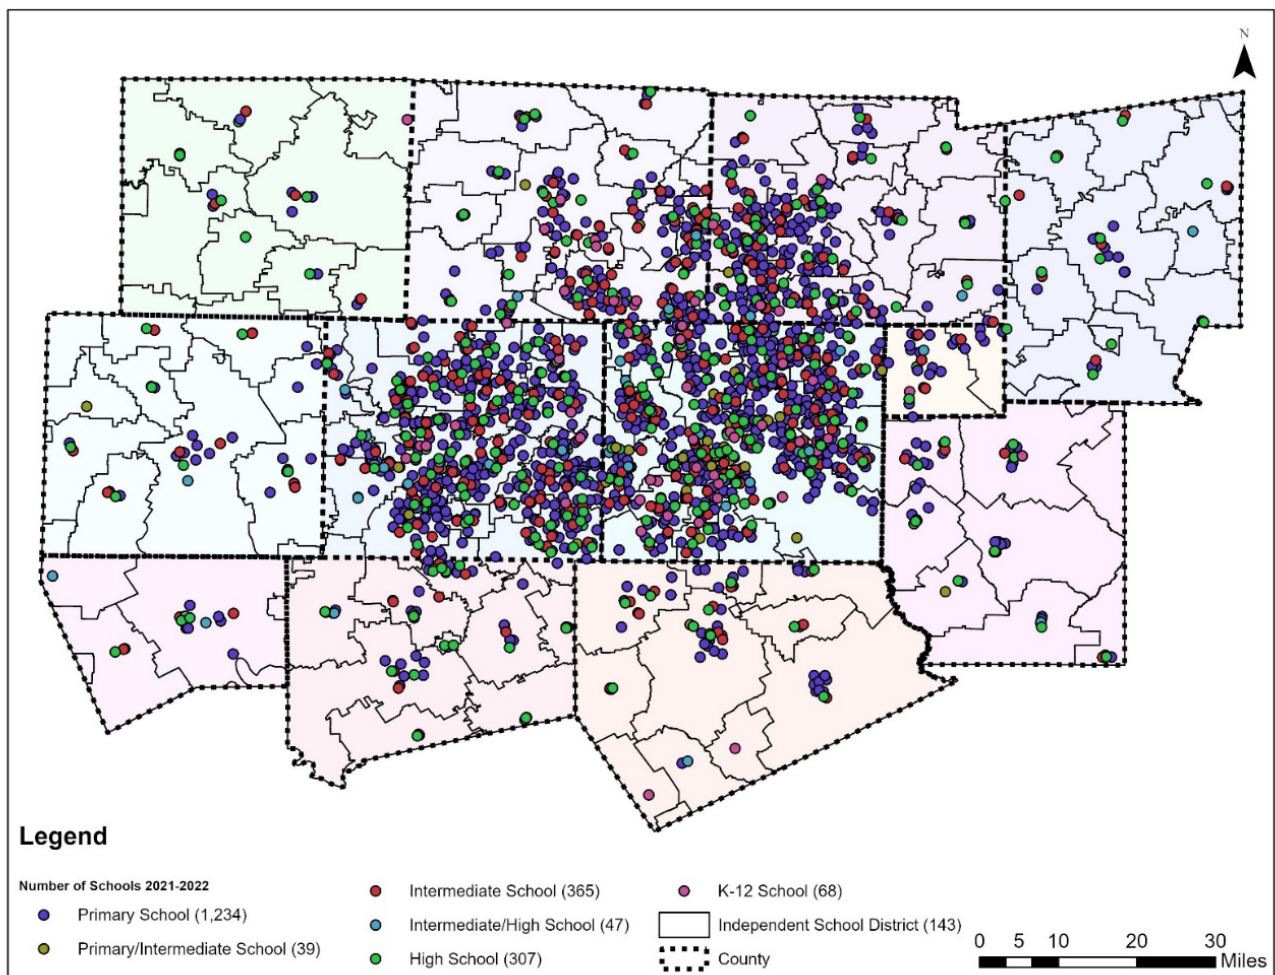 N
Legend
Number of Schools 2021-2022
Primary School (1,234)
Primary/Intermediate School (39)
Intermediate School (365)
Intermediate/High School (47)
High School (307)
K-12 School (68)
Independent School District (143)
County
0 5 10 20 30
Miles